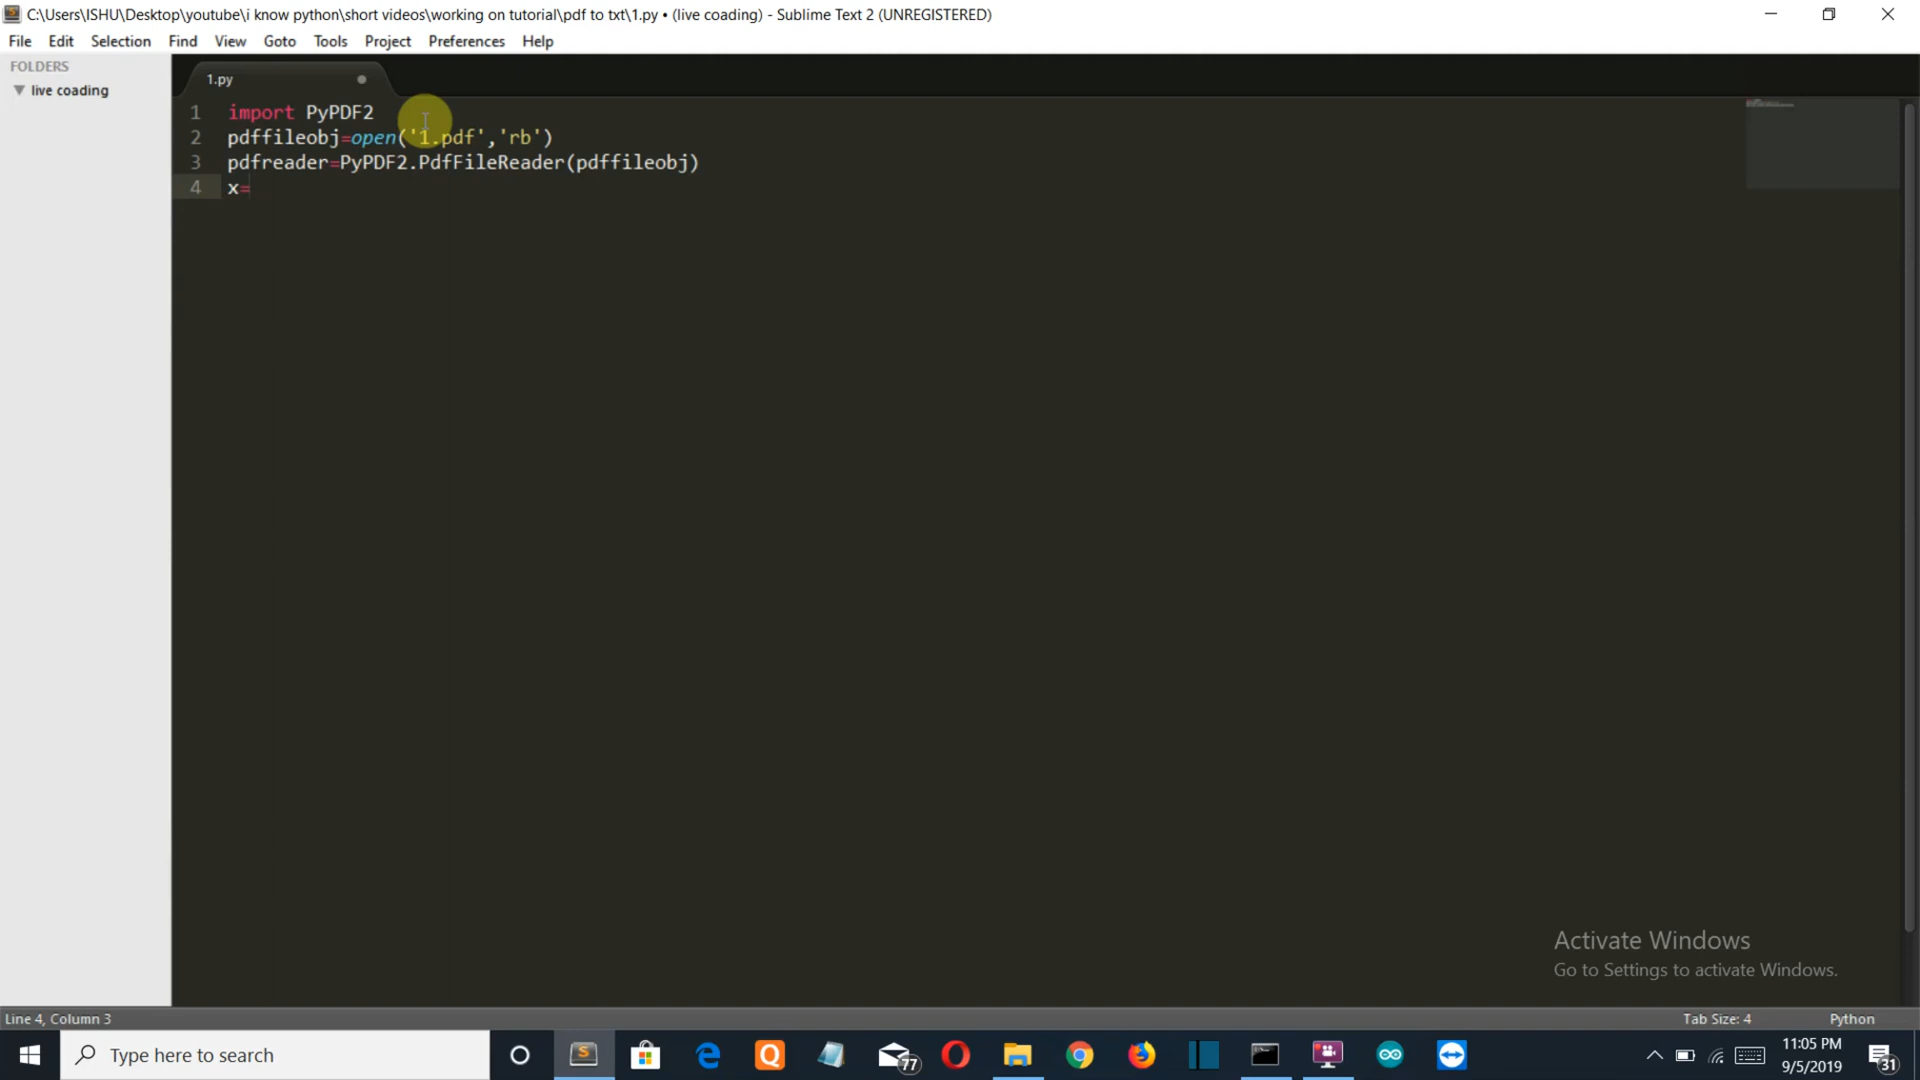 C:\Users\ISHU\Desktop\youtube\i know python\short videos\working on tutorial\pdf to txt\1.py • (live coading) - Sublime Text 2 (UNREGISTERED)
File Edit Selection Find View Goto Tools Project Preferences Help
FOLDERS
live coading
1.py
1 import PyPDF2
2 pdffileobj=open('1.pdf','rb')
3 pdfreader=PyPDF2.PdfFileReader(pdffileobj)
4 x=
Activate Windows
Go to Settings to activate Windows.
Line 4, Column 3
Tab Size: 4
Python
Type here to search
77
11:05 PM
9/5/2019
31